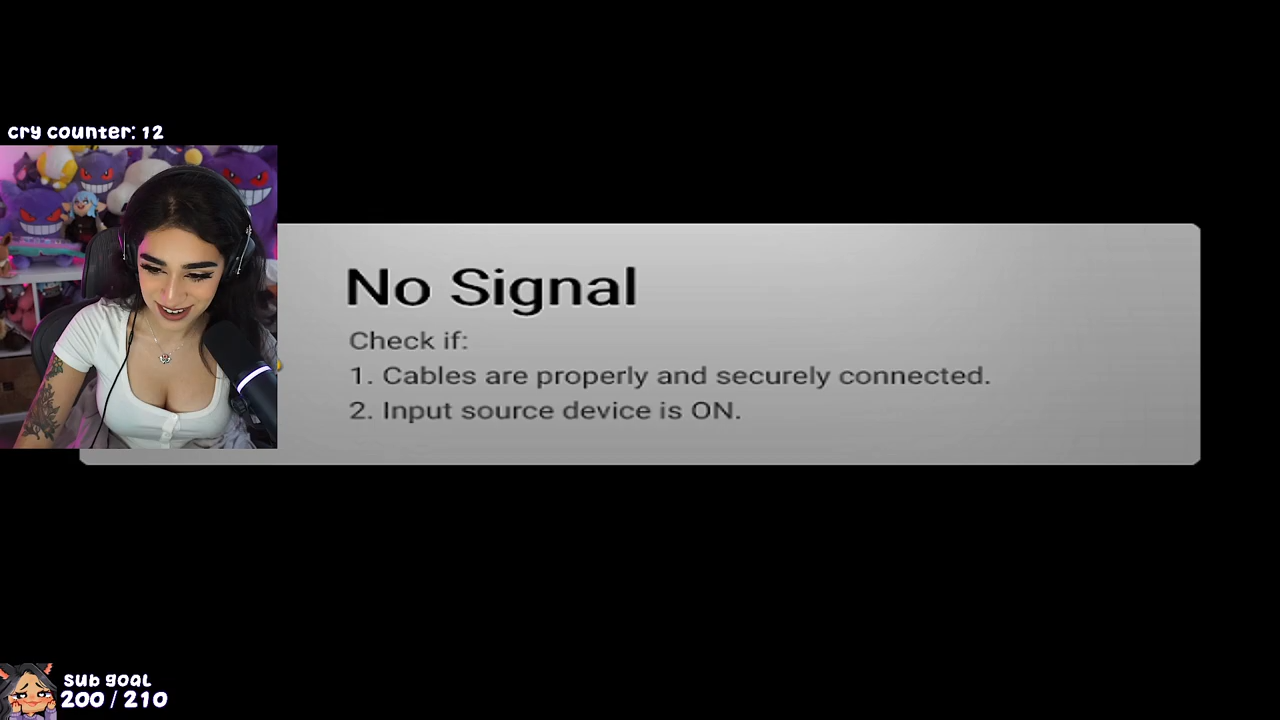 cry counter: 12
No Signal
Check if:
1. Cables are properly and securely connected.
2. Input source device is ON.
sub goal
200 / 210